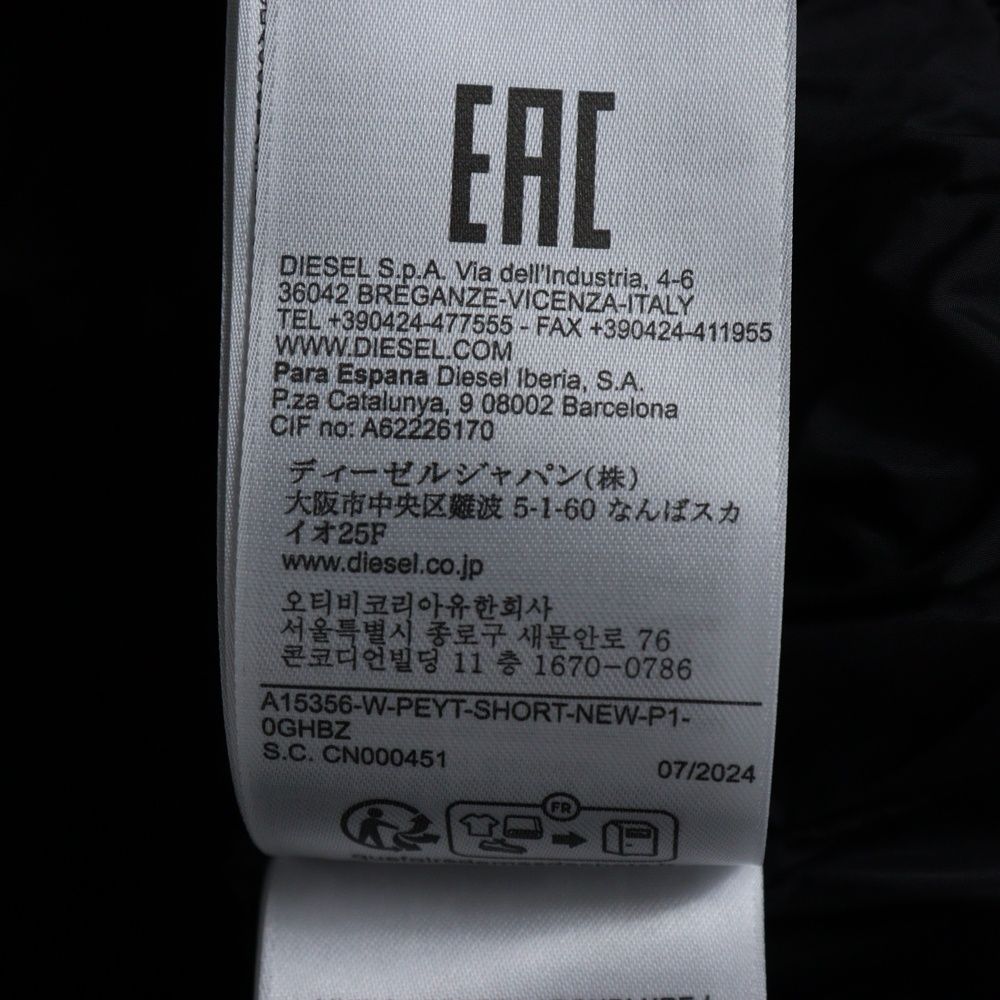 EAC
DIESEL S.p.A. Via dell'Industria, 4-6
36042 BREGANZE-VICENZA-ITALY
TEL +390424-477555 - FAX +390424-411955
WWW.DIESEL.COM
Para Espana Diesel Iberia, S.A.
P.za Catalunya, 9 08002 Barcelona
CIF no: A62226170
ディーゼルジャパン(株)
大阪市中央区難波 5-1-60 なんばスカ
イオ25F
www.diesel.co.jp
오티비코리아유한회사
서울특별시 종로구 새문안로 76
콘코디언빌딩 11 층 1670-0786
A15356-W-PEYT-SHORT-NEW-P1-
0GHBZ
S.C. CN000451
07/2024
FR